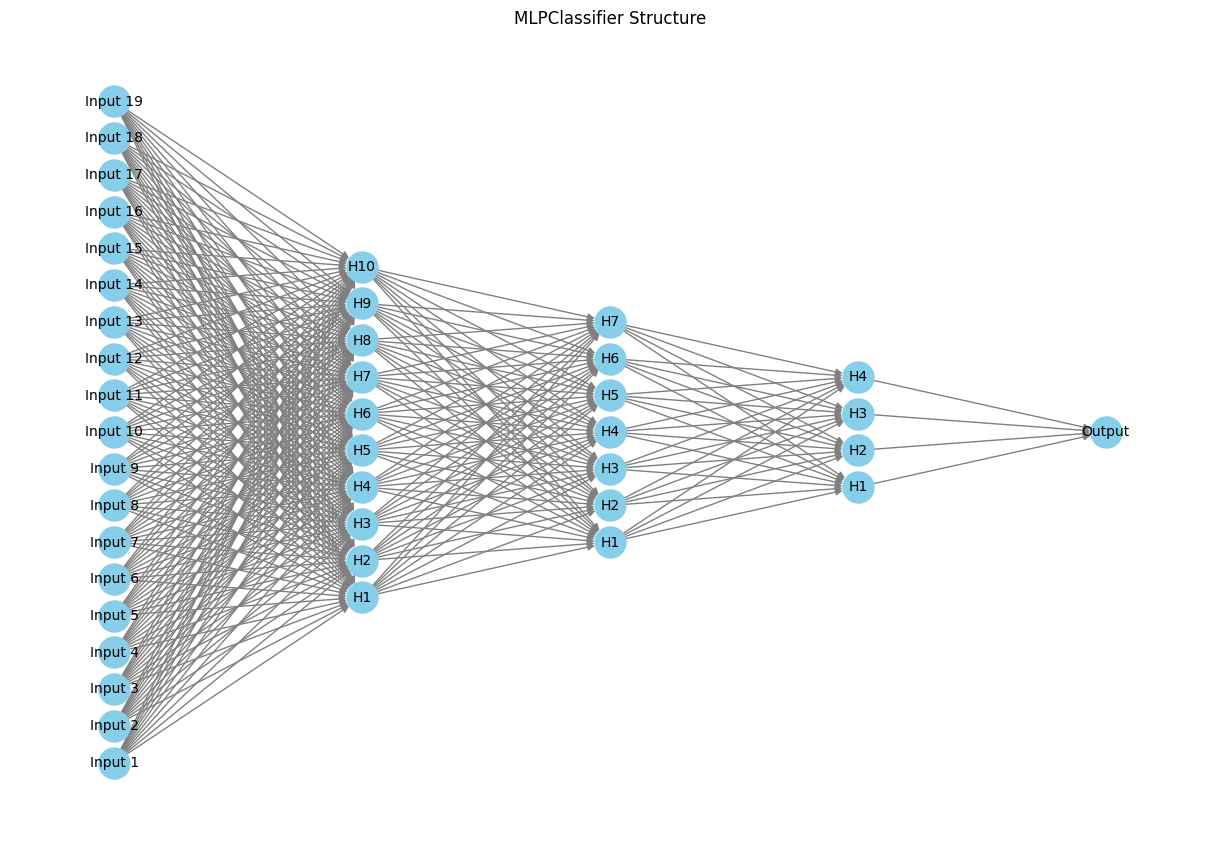 MLPClassifier Structure
Input 19
Input 18
Input 17
Input 16
Input 15
Input 14
Input 13
Input 12
Input 11
Input 10
Input 9
Input 8
Input 7
Input 6
Input 5
Input 4
Input 3
Input 2
Input 1
H10
H9
H8
H7
H6
H5
H4
H3
H2
H1
H7
H6
H5
H4
H3
H2
H1
H4
H3
H2
H1
Output